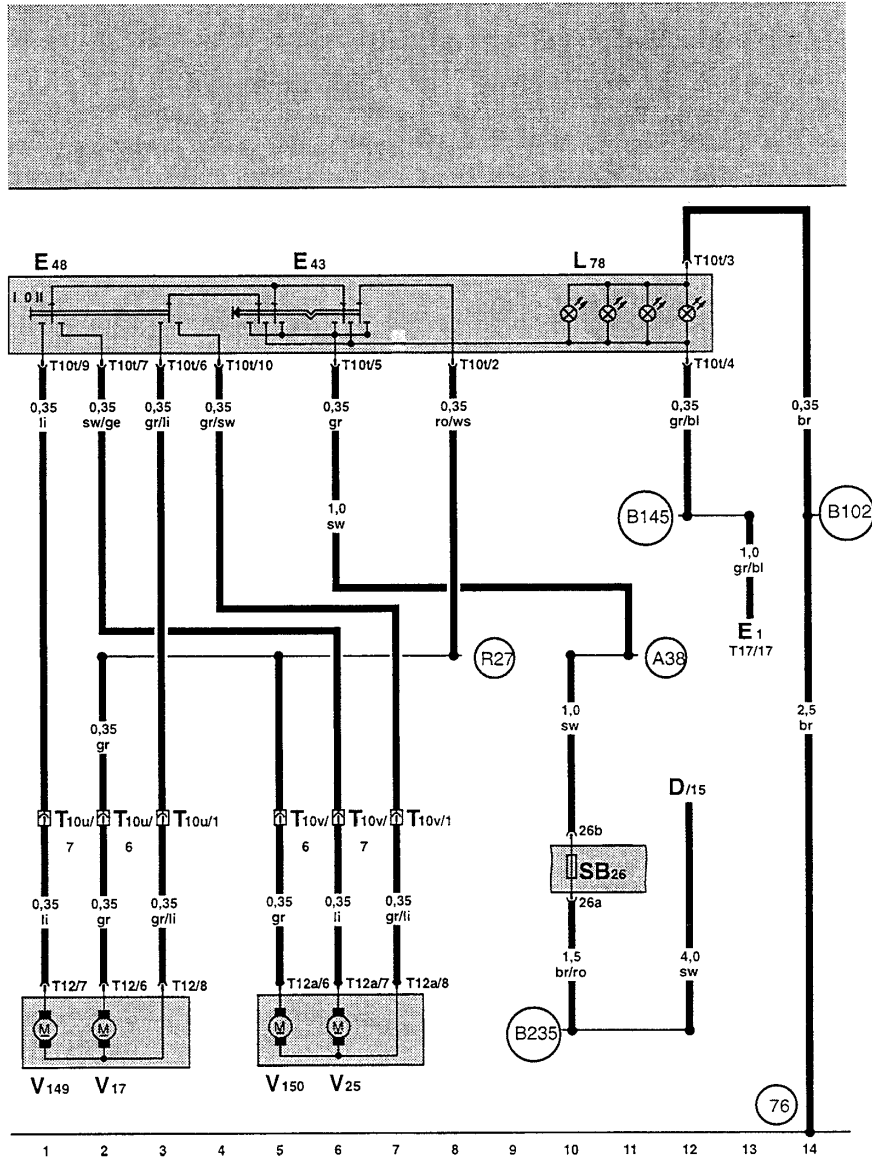 T10t/3
E 48 E 43 L 78
I 0 II
T10t/9 T10t/7 T10t/6 T10t/10 T10t/5 T10t/2 T10t/4
0,35 0,35 0,35 0,35 0,35 0,35 0,35 0,35
li sw/ge gr/li gr/sw gr ro/ws gr/bl br
1,0
sw
B145 B102
1,0
gr/bl
E 1
T17/17
R27 A38
0,35
gr
1,0
sw
2,5
br
D/15
T10u/ T10u/ T10u/1 T10v/ T10v/ T10v/1
7 6 6 7
26b
SB26
26a
0,35 0,35 0,35 0,35 0,35 0,35
li gr gr/li gr li gr/li
1,5
br/ro
4,0
sw
T12/7 T12/6 T12/8 T12a/6 T12a/7 T12a/8
M M M M
B235
V149 V17 V150 V25
76
1 2 3 4 5 6 7 8 9 10 11 12 13 14